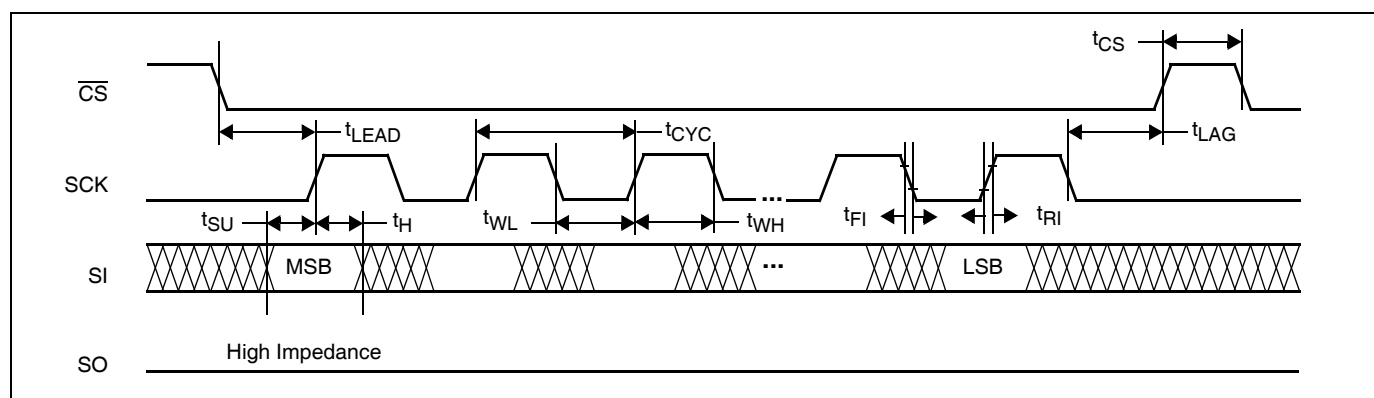 tCS
CS
tLEAD
tCYC
tLAG
SCK
...
tSU
tH
tWL
tWH
tFI
tRI
SI
MSB
...
LSB
High Impedance
SO